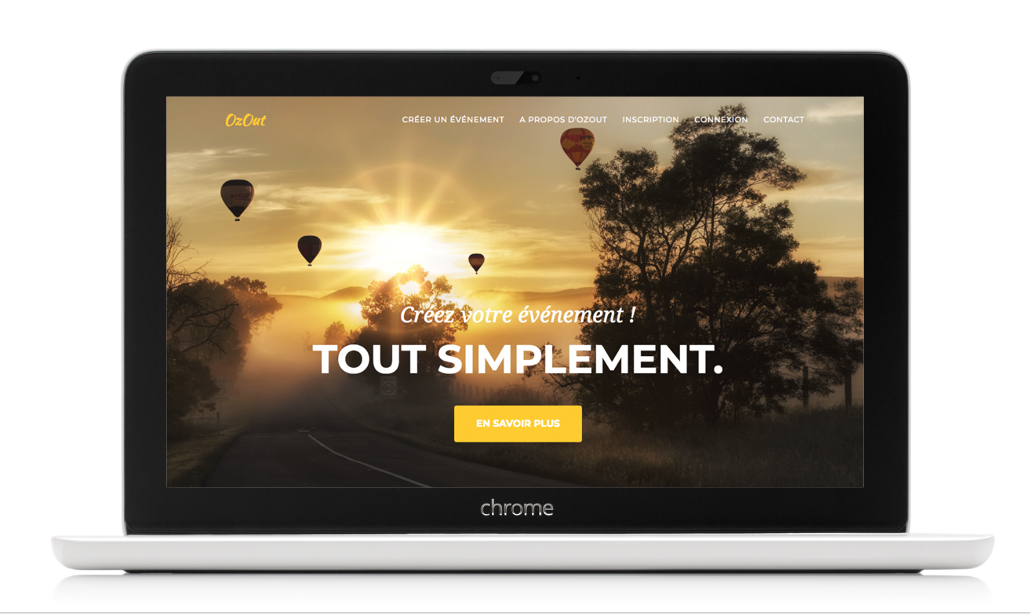 OzOut
CRÉER UN ÉVÉNEMENT A PROPOS D'OZOUT INSCRIPTION CONNEXION CONTACT
Créez votre événement !
TOUT SIMPLEMENT.
EN SAVOIR PLUS
chrome